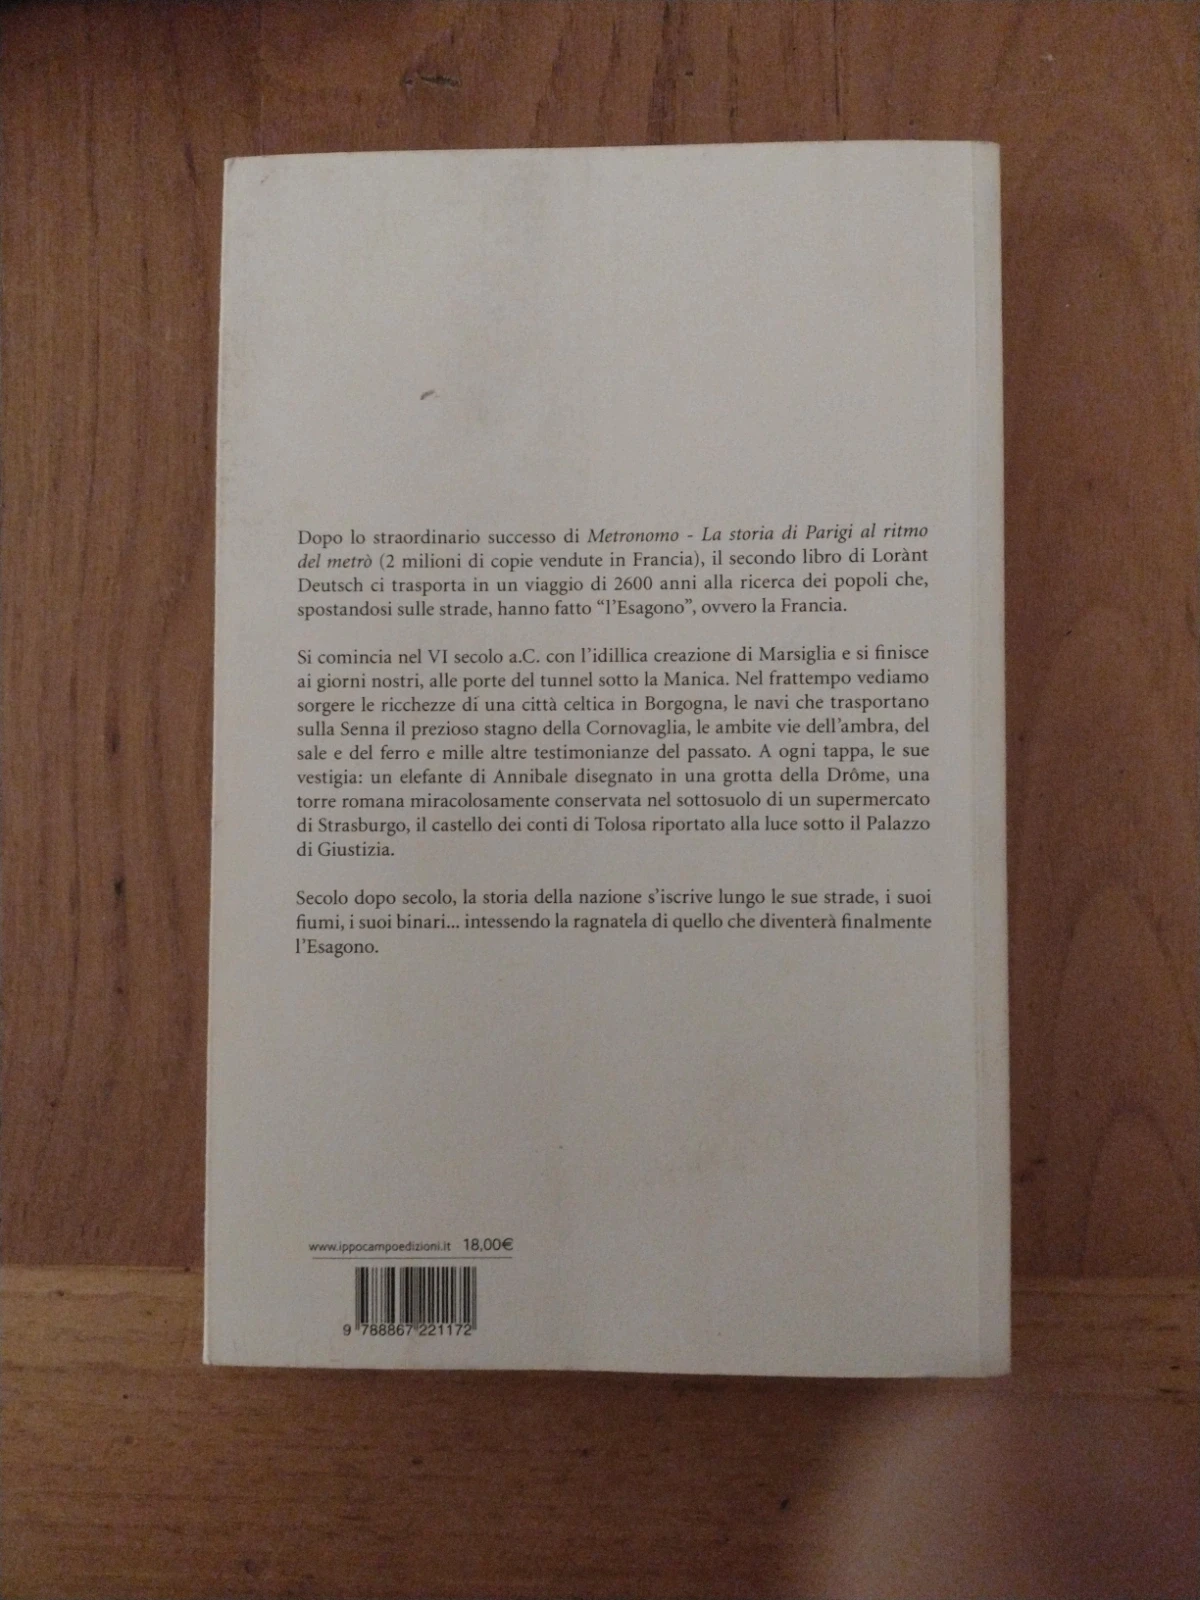 Dopo lo straordinario successo di Metronomo - La storia di Parigi al ritmo
del metrò (2 milioni di copie vendute in Francia), il secondo libro di Lorànt
Deutsch ci trasporta in un viaggio di 2600 anni alla ricerca dei popoli che,
spostandosi sulle strade, hanno fatto “l’Esagono”, ovvero la Francia.
Si comincia nel VI secolo a.C. con l’idillica creazione di Marsiglia e si finisce
ai giorni nostri, alle porte del tunnel sotto la Manica. Nel frattempo vediamo
sorgere le ricchezze di una città celtica in Borgogna, le navi che trasportano
sulla Senna il prezioso stagno della Cornovaglia, le ambite vie dell’ambra, del
sale e del ferro e mille altre testimonianze del passato. A ogni tappa, le sue
vestigia: un elefante di Annibale disegnato in una grotta della Drôme, una
torre romana miracolosamente conservata nel sottosuolo di un supermercato
di Strasburgo, il castello dei conti di Tolosa riportato alla luce sotto il Palazzo
di Giustizia.
Secolo dopo secolo, la storia della nazione s’iscrive lungo le sue strade, i suoi
fiumi, i suoi binari... intessendo la ragnatela di quello che diventerà finalmente
l’Esagono.
www.ippocampoedizioni.it 18,00€
9 788867 221172